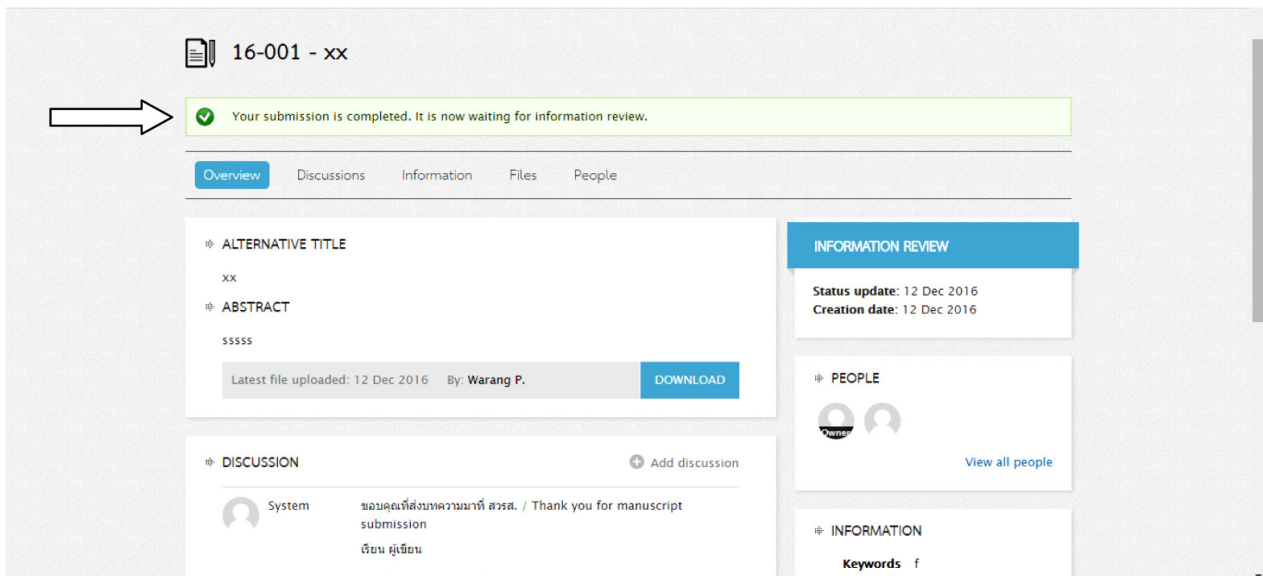 16-001 - xx
Your submission is completed. It is now waiting for information review.
Overview Discussions Information Files People
ALTERNATIVE TITLE
xx
ABSTRACT
sssss
Latest file uploaded: 12 Dec 2016 By: Warang P. DOWNLOAD
DISCUSSION Add discussion
System ขอบคุณที่ส่งบทความมาที่ สวรส. / Thank you for manuscript
submission
เรียน ผู้เขียน
INFORMATION REVIEW
Status update: 12 Dec 2016
Creation date: 12 Dec 2016
PEOPLE
Owner
View all people
INFORMATION
Keywords f